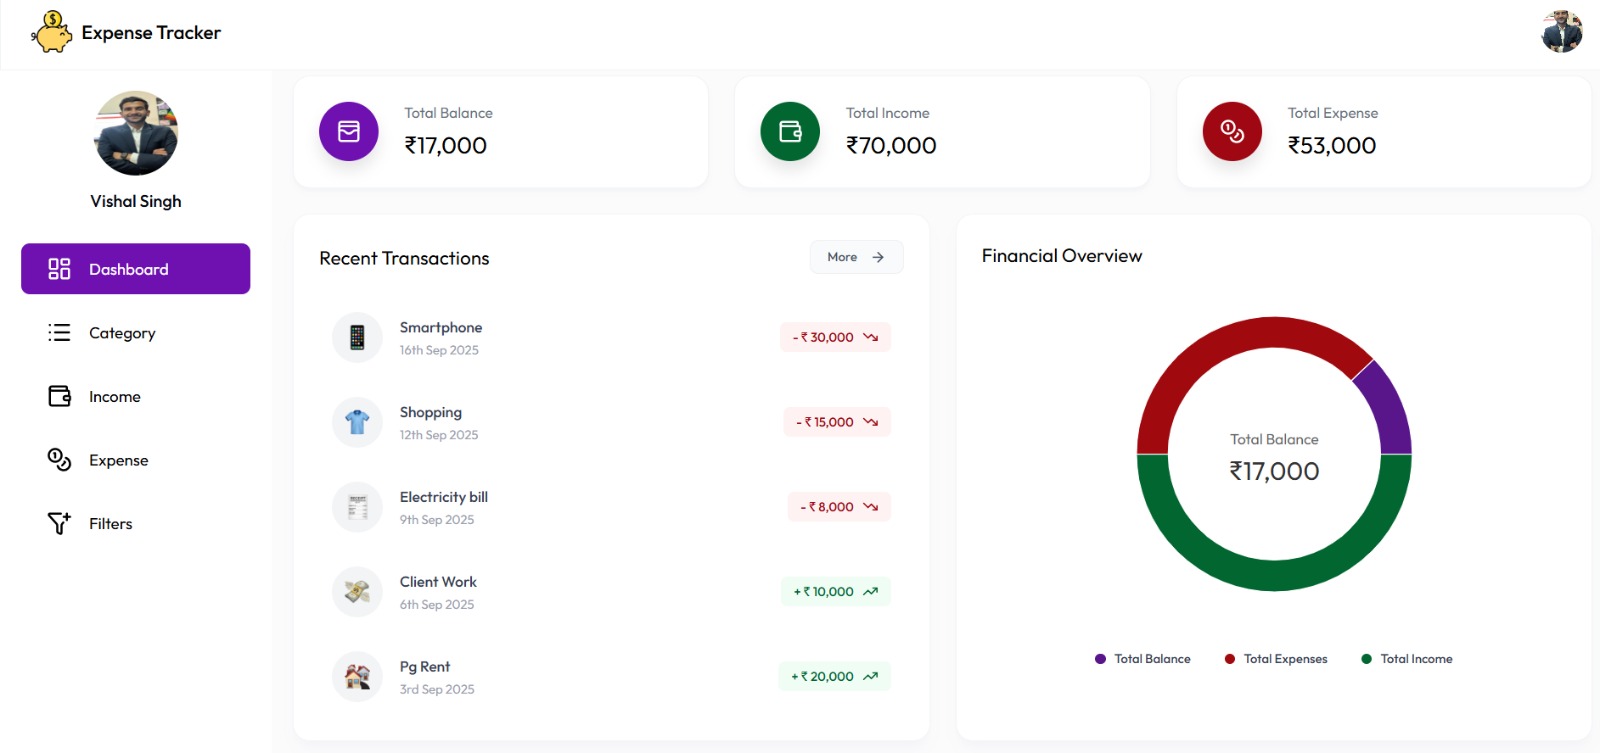 Expense Tracker
Vishal Singh
Dashboard
Category
Income
Expense
Filters
Total Balance
₹17,000
Total Income
₹70,000
Total Expense
₹53,000
Recent Transactions
More
Smartphone
16th Sep 2025
- ₹ 30,000
Shopping
12th Sep 2025
- ₹ 15,000
Electricity bill
9th Sep 2025
- ₹ 8,000
Client Work
6th Sep 2025
+ ₹ 10,000
Pg Rent
3rd Sep 2025
+ ₹ 20,000
Financial Overview
Total Balance
₹17,000
Total Balance
Total Expenses
Total Income